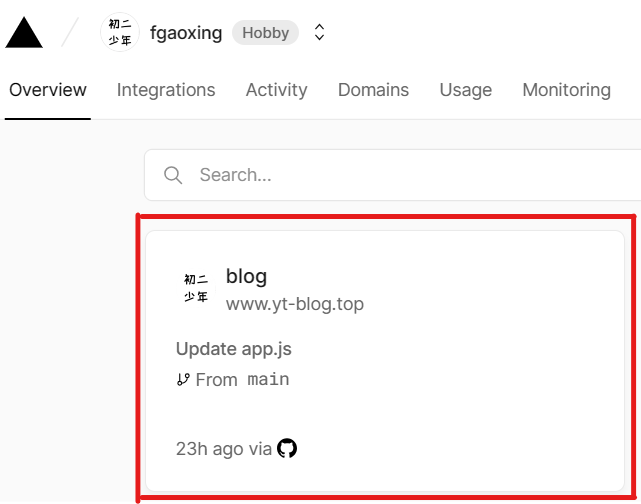 初二
少年
fgaoxing Hobby
Overview Integrations Activity Domains Usage Monitoring
Search...
初二
少年
blog
www.yt-blog.top
Update app.js
From main
23h ago via